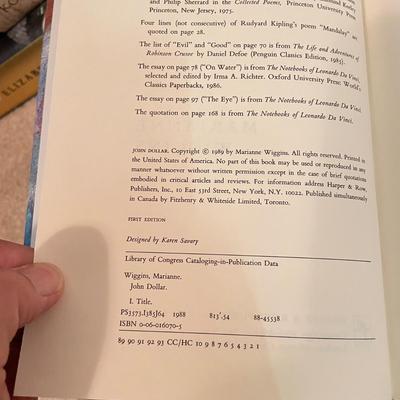 and Philip Sherrard in the Collected Poems, Princeton University Press
Princeton, New Jersey, 1975.
Four lines (not consecutive) of Rudyard Kipling's poem "Mandalay" are
quoted on page 28.
The list of "Evil" and "Good" on page 70 is from The Life and Adventures of
Robinson Crusoe by Daniel Defoe (Penguin Classics Edition, 1985).
The essay on page 78 ("On Water") is from The Notebooks of Leonardo Da Vinci,
selected and edited by Irma A. Richter. Oxford University Press: World's
Classics Paperbacks, 1986.
The essay on page 97 ("The Eye") is from The Notebooks of Leonardo Da Vinci.
The quotation on page 168 is from The Notebooks of Leonardo Da Vinci.
JOHN DOLLAR. Copyright © 1989 by Marianne Wiggins. All rights reserved. Printed in
the United States of America. No part of this book may be used or reproduced in any
manner whatsoever without written permission except in the case of brief quotations
embodied in critical articles and reviews. For information address Harper & Row,
Publishers, Inc., 10 East 53rd Street, New York, N.Y. 10022. Published simultaneously
in Canada by Fitzhenry & Whiteside Limited, Toronto.
FIRST EDITION
Designed by Karen Savary
Library of Congress Cataloging-in-Publication Data
Wiggins, Marianne.
John Dollar.
I. Title.
PS3573.I385J64 1988 813'.54 88-45538
ISBN 0-06-016070-5
89 90 91 92 93 CC/HC 10 9 8 7 6 5 4 3 2 1
ELIZA